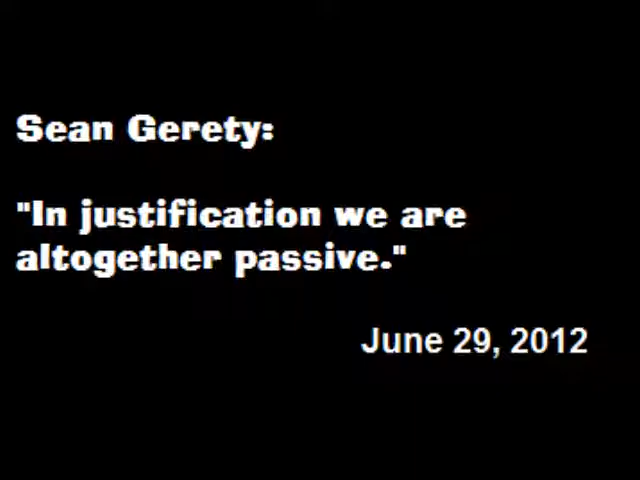 Sean Gerety:
"In justification we are
altogether passive."
June 29, 2012